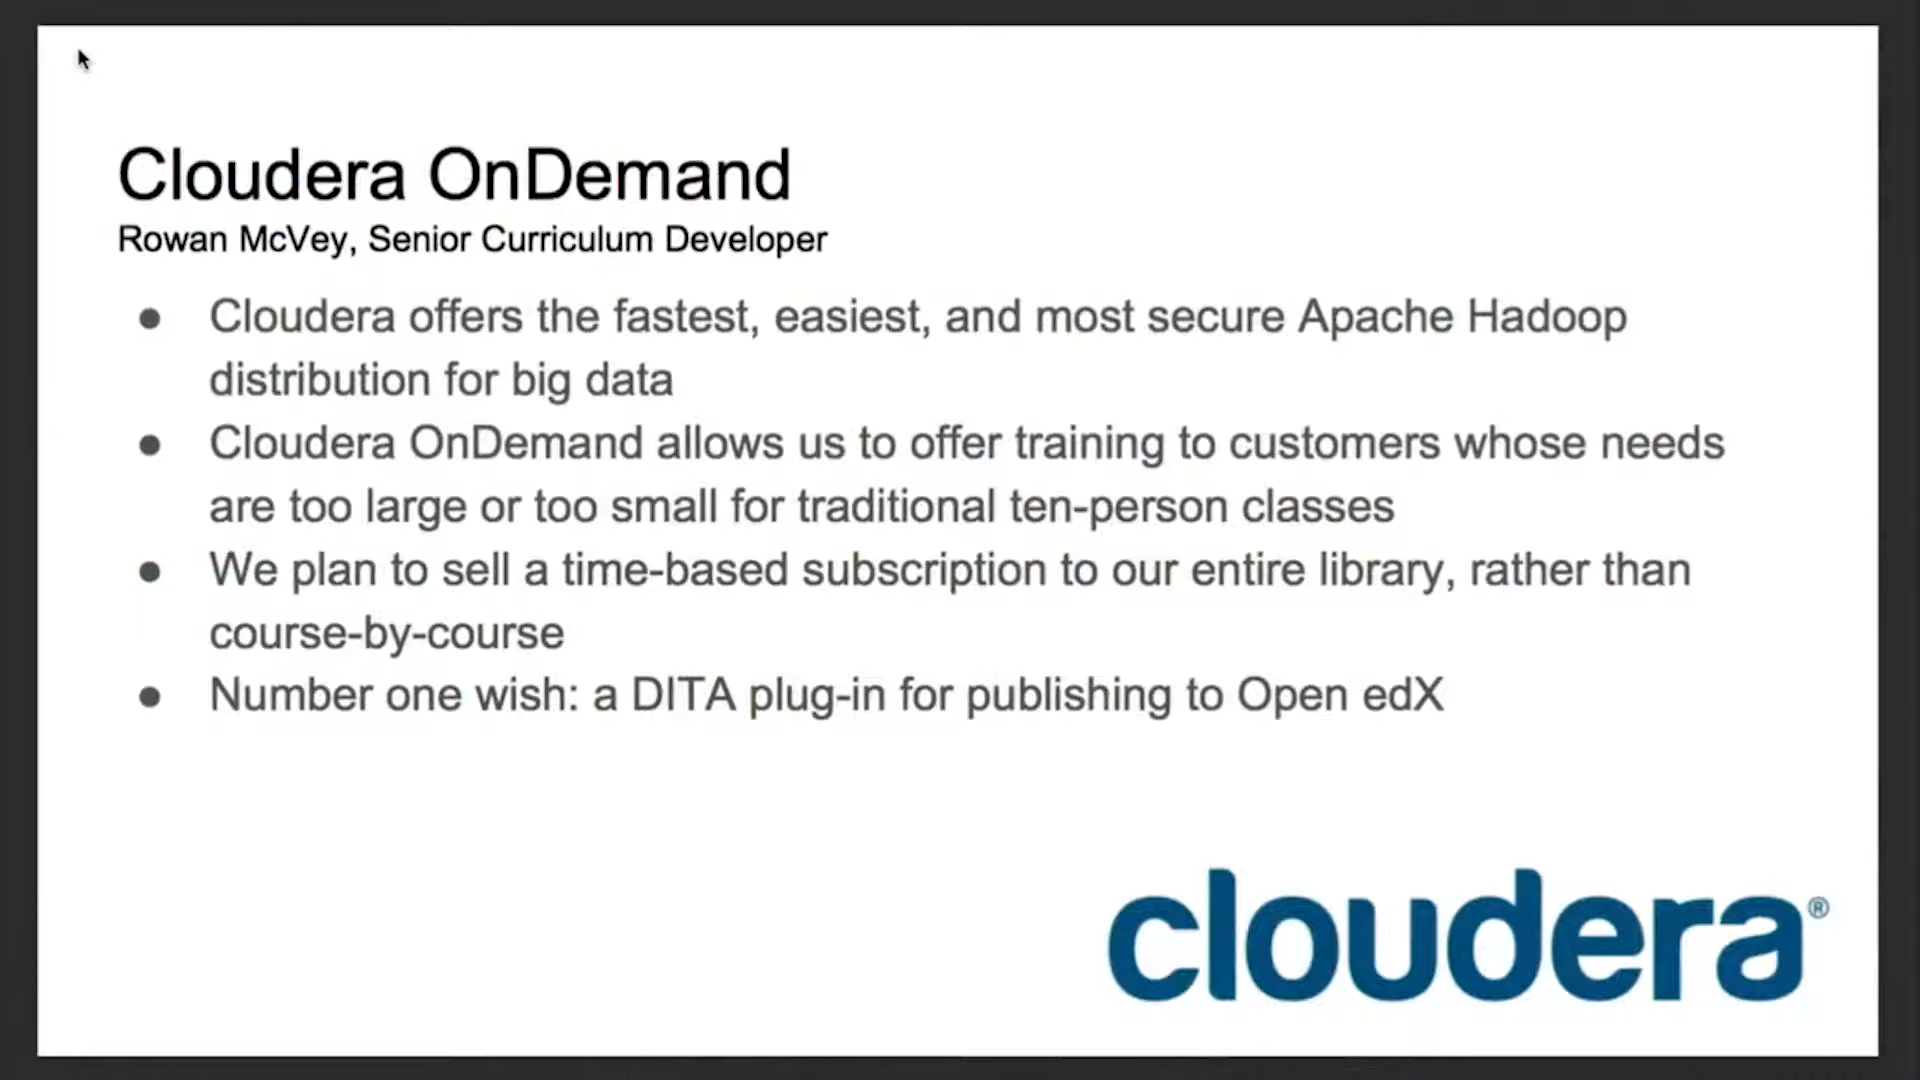 Cloudera OnDemand
Rowan McVey, Senior Curriculum Developer
● Cloudera offers the fastest, easiest, and most secure Apache Hadoop
distribution for big data
● Cloudera OnDemand allows us to offer training to customers whose needs
are too large or too small for traditional ten-person classes
● We plan to sell a time-based subscription to our entire library, rather than
course-by-course
● Number one wish: a DITA plug-in for publishing to Open edX
cloudera®